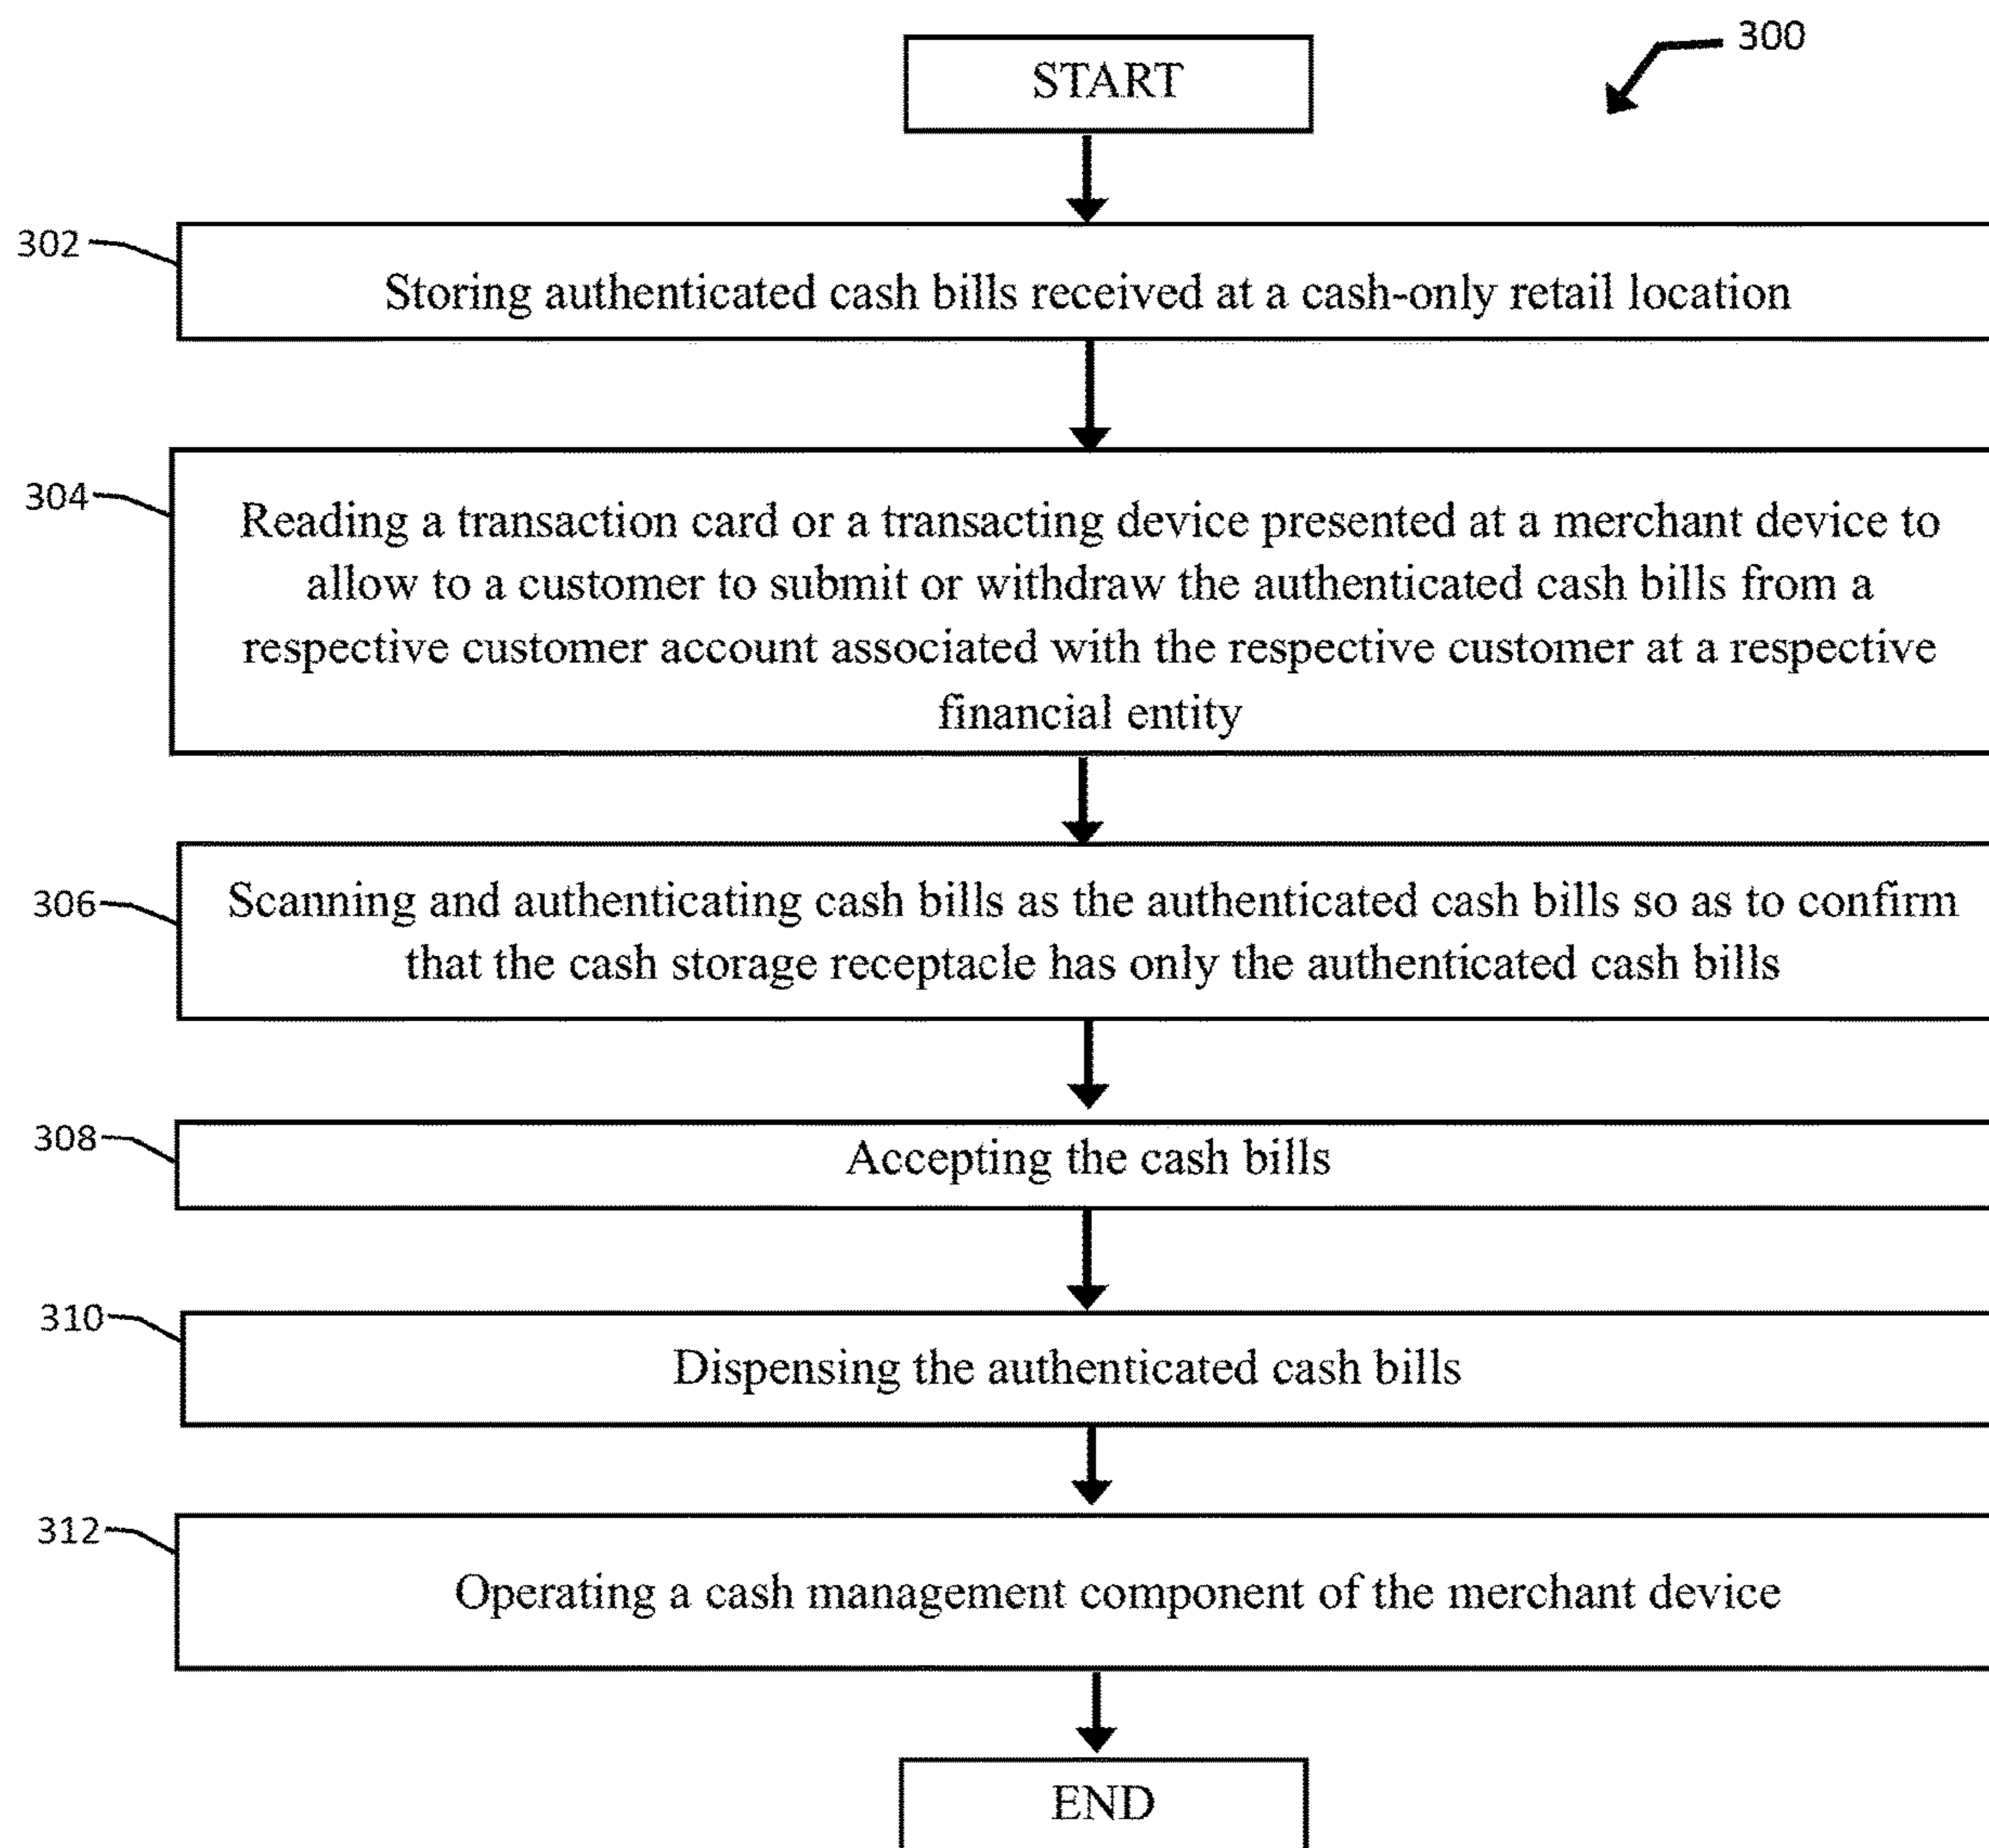 300
START
302
Storing authenticated cash bills received at a cash-only retail location
304
Reading a transaction card or a transacting device presented at a merchant device to
allow to a customer to submit or withdraw the authenticated cash bills from a
respective customer account associated with the respective customer at a respective
financial entity
306
Scanning and authenticating cash bills as the authenticated cash bills so as to confirm
that the cash storage receptacle has only the authenticated cash bills
308
Accepting the cash bills
310
Dispensing the authenticated cash bills
312
Operating a cash management component of the merchant device
END